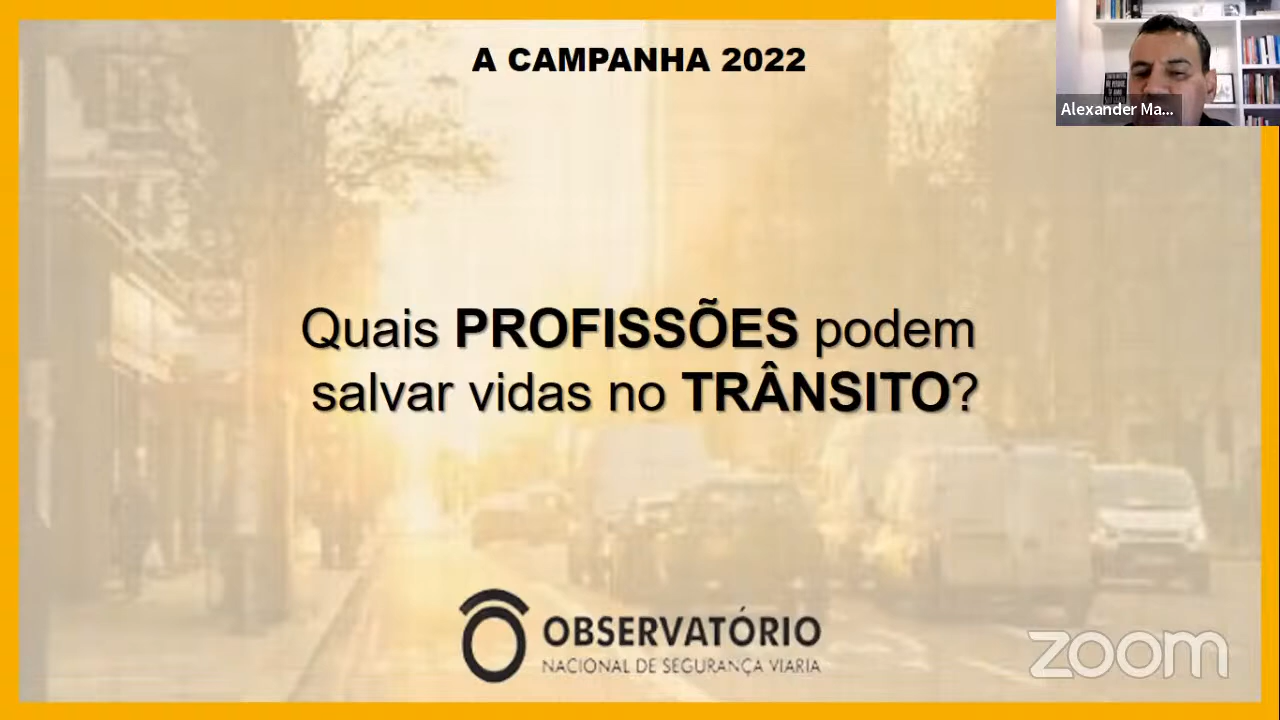 A CAMPANHA 2022
Alexander Ma...
Quais PROFISSÕES podem
salvar vidas no TRÂNSITO?
OBSERVATÓRIO
NACIONAL DE SEGURANÇA VIARIA
zoom